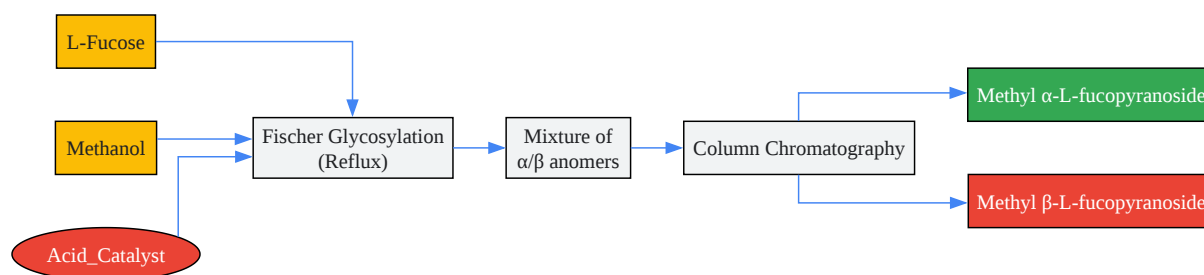 L-Fucose
Methanol
Acid_Catalyst
Fischer Glycosylation
(Reflux)
Mixture of
α/β anomers
Column Chromatography
Methyl α-L-fucopyranoside
Methyl β-L-fucopyranoside